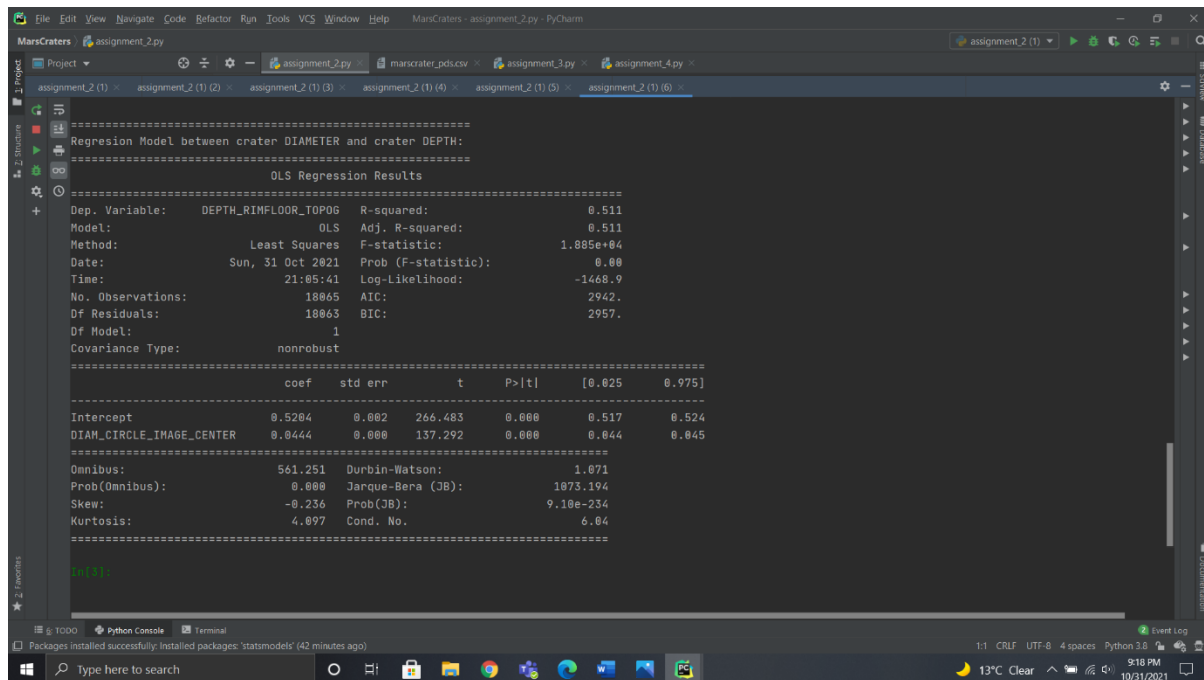 File Edit View Navigate Code Refactor Run Tools VCS Window Help MarsCraters - assignment_2.py - PyCharm
MarsCraters assignment_2.py assignment_2 (1)
Project assignment_2.py marscrater_pds.csv assignment_3.py assignment_4.py
assignment_2 (1) assignment_2 (1) (2) assignment_2 (1) (3) assignment_2 (1) (4) assignment_2 (1) (5) assignment_2 (1) (6)
1: Project
Z: Structure
==========================================================
Regresion Model between crater DIAMETER and crater DEPTH:
==========================================================
OLS Regression Results
================================================================================
Dep. Variable: DEPTH_RIMFLOOR_TOPOG R-squared: 0.511
Model: OLS Adj. R-squared: 0.511
Method: Least Squares F-statistic: 1.885e+04
Date: Sun, 31 Oct 2021 Prob (F-statistic): 0.00
Time: 21:05:41 Log-Likelihood: -1468.9
No. Observations: 18065 AIC: 2942.
Df Residuals: 18063 BIC: 2957.
Df Model: 1
Covariance Type: nonrobust
============================================================================================
coef std err t P>|t| [0.025 0.975]
--------------------------------------------------------------------------------------------
Intercept 0.5204 0.002 266.483 0.000 0.517 0.524
DIAM_CIRCLE_IMAGE_CENTER 0.0444 0.000 137.292 0.000 0.044 0.045
==============================================================================
Omnibus: 561.251 Durbin-Watson: 1.071
Prob(Omnibus): 0.000 Jarque-Bera (JB): 1073.194
Skew: -0.236 Prob(JB): 9.10e-234
Kurtosis: 4.097 Cond. No. 6.04
==============================================================================
In[3]:
2: Favorites
6: TODO Python Console Terminal 2 Event Log
Packages installed successfully: Installed packages: 'statsmodels' (42 minutes ago) 1:1 CRLF UTF-8 4 spaces Python 3.8
Type here to search 13°C Clear 9:18 PM
10/31/2021